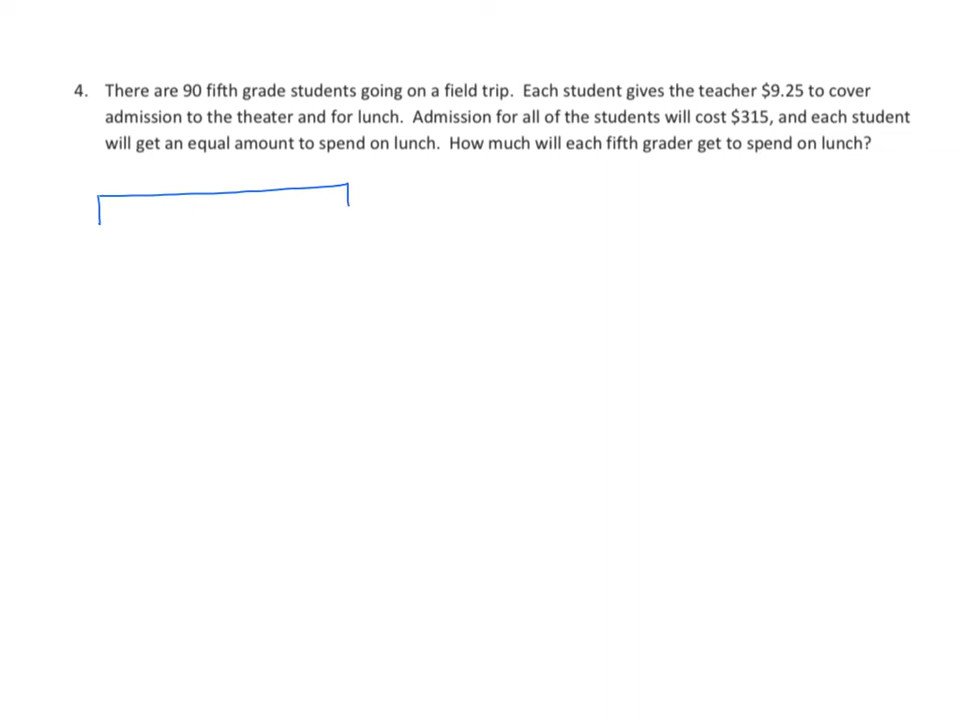 4. There are 90 fifth grade students going on a field trip. Each student gives the teacher $9.25 to cover
admission to the theater and for lunch. Admission for all of the students will cost $315, and each student
will get an equal amount to spend on lunch. How much will each fifth grader get to spend on lunch?